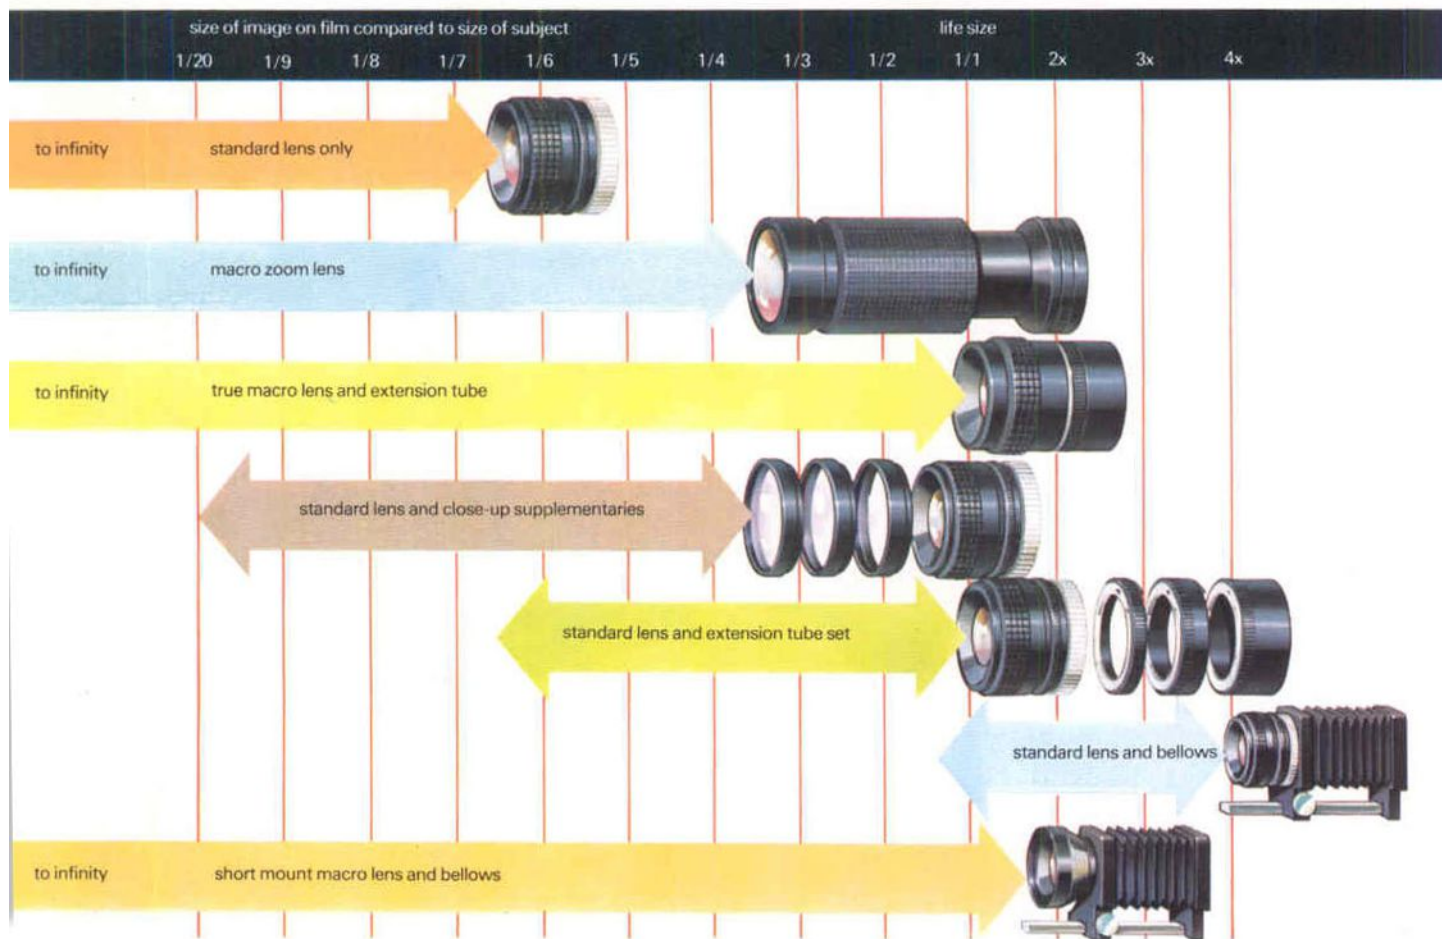 size of image on film compared to size of subject life size
1/20 1/9 1/8 1/7 1/6 1/5 1/4 1/3 1/2 1/1 2x 3x 4x
to infinity standard lens only
to infinity macro zoom lens
to infinity true macro lens and extension tube
standard lens and close-up supplementaries
standard lens and extension tube set
standard lens and bellows
to infinity short mount macro lens and bellows